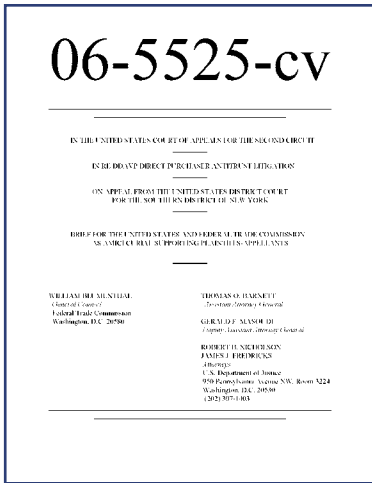 06-5525-cv
IN THE UNITED STATES COURT OF APPEALS FOR THE SECOND CIRCUIT
IN RE DDAVP DIRECT PURCHASER ANTITRUST LITIGATION
ON APPEAL FROM THE UNITED STATES DISTRICT COURT
FOR THE SOUTHERN DISTRICT OF NEW YORK
BRIEF FOR THE UNITED STATES AND FEDERAL TRADE COMMISSION
AS AMICI CURIAE SUPPORTING PLAINTIFFS-APPELLANTS
WILLIAM BLUMENTHAL
General Counsel
Federal Trade Commission
Washington, D.C. 20580
THOMAS O. BARNETT
Assistant Attorney General
GERALD F. MASOUDI
Deputy Assistant Attorney General
ROBERT B. NICHOLSON
JAMES J. FREDRICKS
Attorneys
U.S. Department of Justice
950 Pennsylvania Avenue NW, Room 3224
Washington, D.C.
(202)